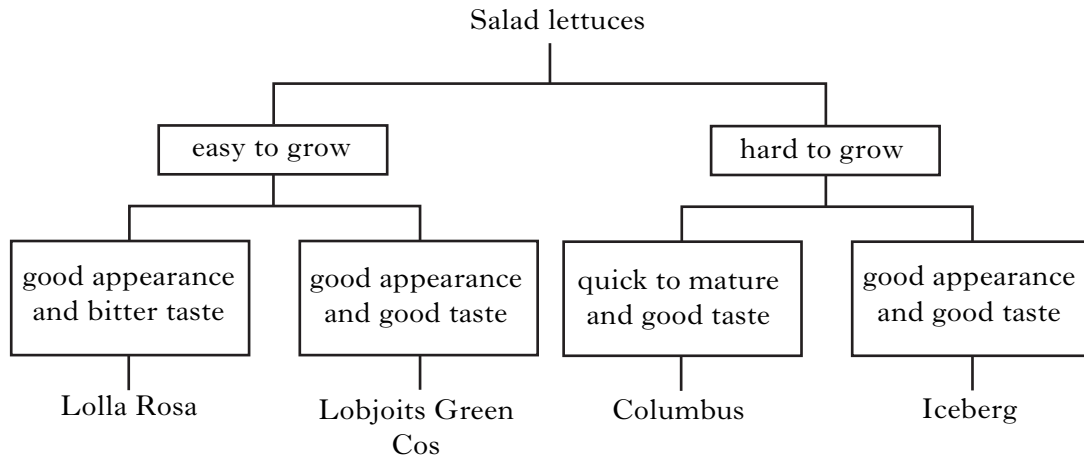 Salad lettuces
easy to grow
hard to grow
good appearance
and bitter taste
good appearance
and good taste
quick to mature
and good taste
good appearance
and good taste
Lolla Rosa
Lobjoits Green
Cos
Columbus
Iceberg